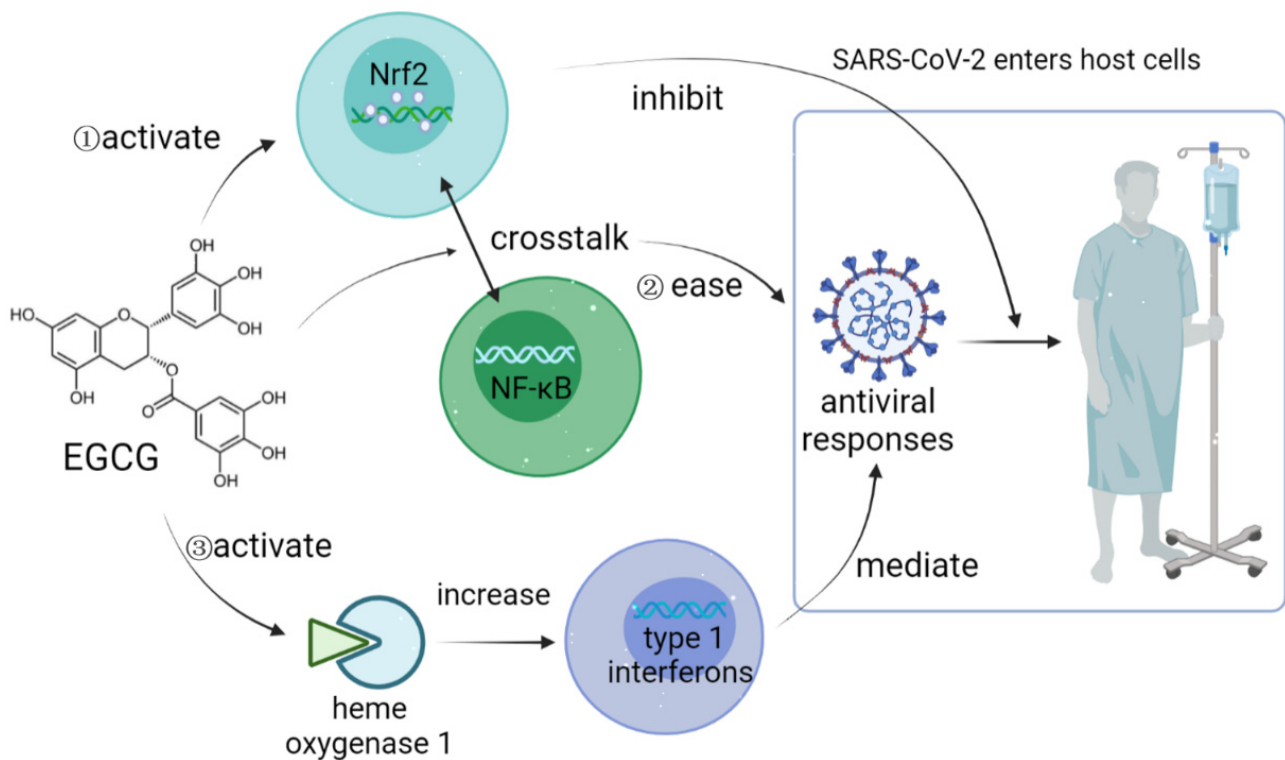 Nrf2
SARS-CoV-2 enters host cells
inhibit
①activate
crosstalk
② ease
OH
OH
OH
HO
O
OH
O
O
OH
OH
OH
EGCG
NF-κB
antiviral
responses
③activate
increase
mediate
type 1
interferons
heme
oxygenase 1